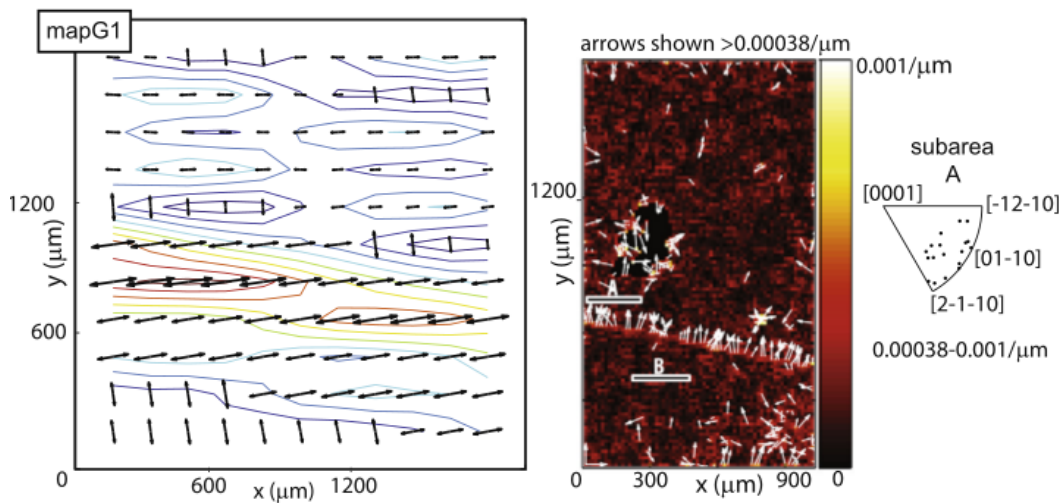 mapG1
1200
600
0
y (μm)
600
1200
x (μm)
arrows shown >0.00038/μm
1200
y (μm)
A
B
0
300
900
x (μm)
0.001/μm
0.00038-0.001/μm
0
subarea
A
[0001]
[-12-10]
[01-10]
[2-1-10]